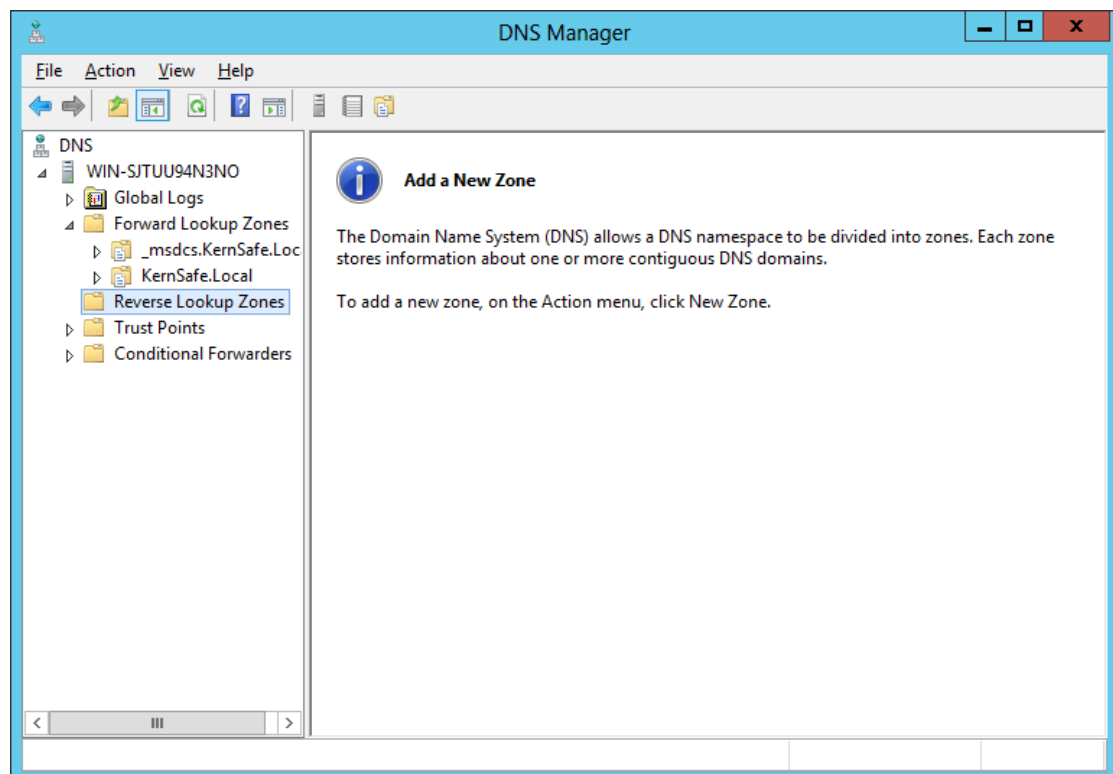 DNS Manager
File Action View Help
DNS
WIN-SJTUU94N3NO
Global Logs
Forward Lookup Zones
_msdcs.KernSafe.Loc
KernSafe.Local
Reverse Lookup Zones
Trust Points
Conditional Forwarders
Add a New Zone
The Domain Name System (DNS) allows a DNS namespace to be divided into zones. Each zone
stores information about one or more contiguous DNS domains.
To add a new zone, on the Action menu, click New Zone.